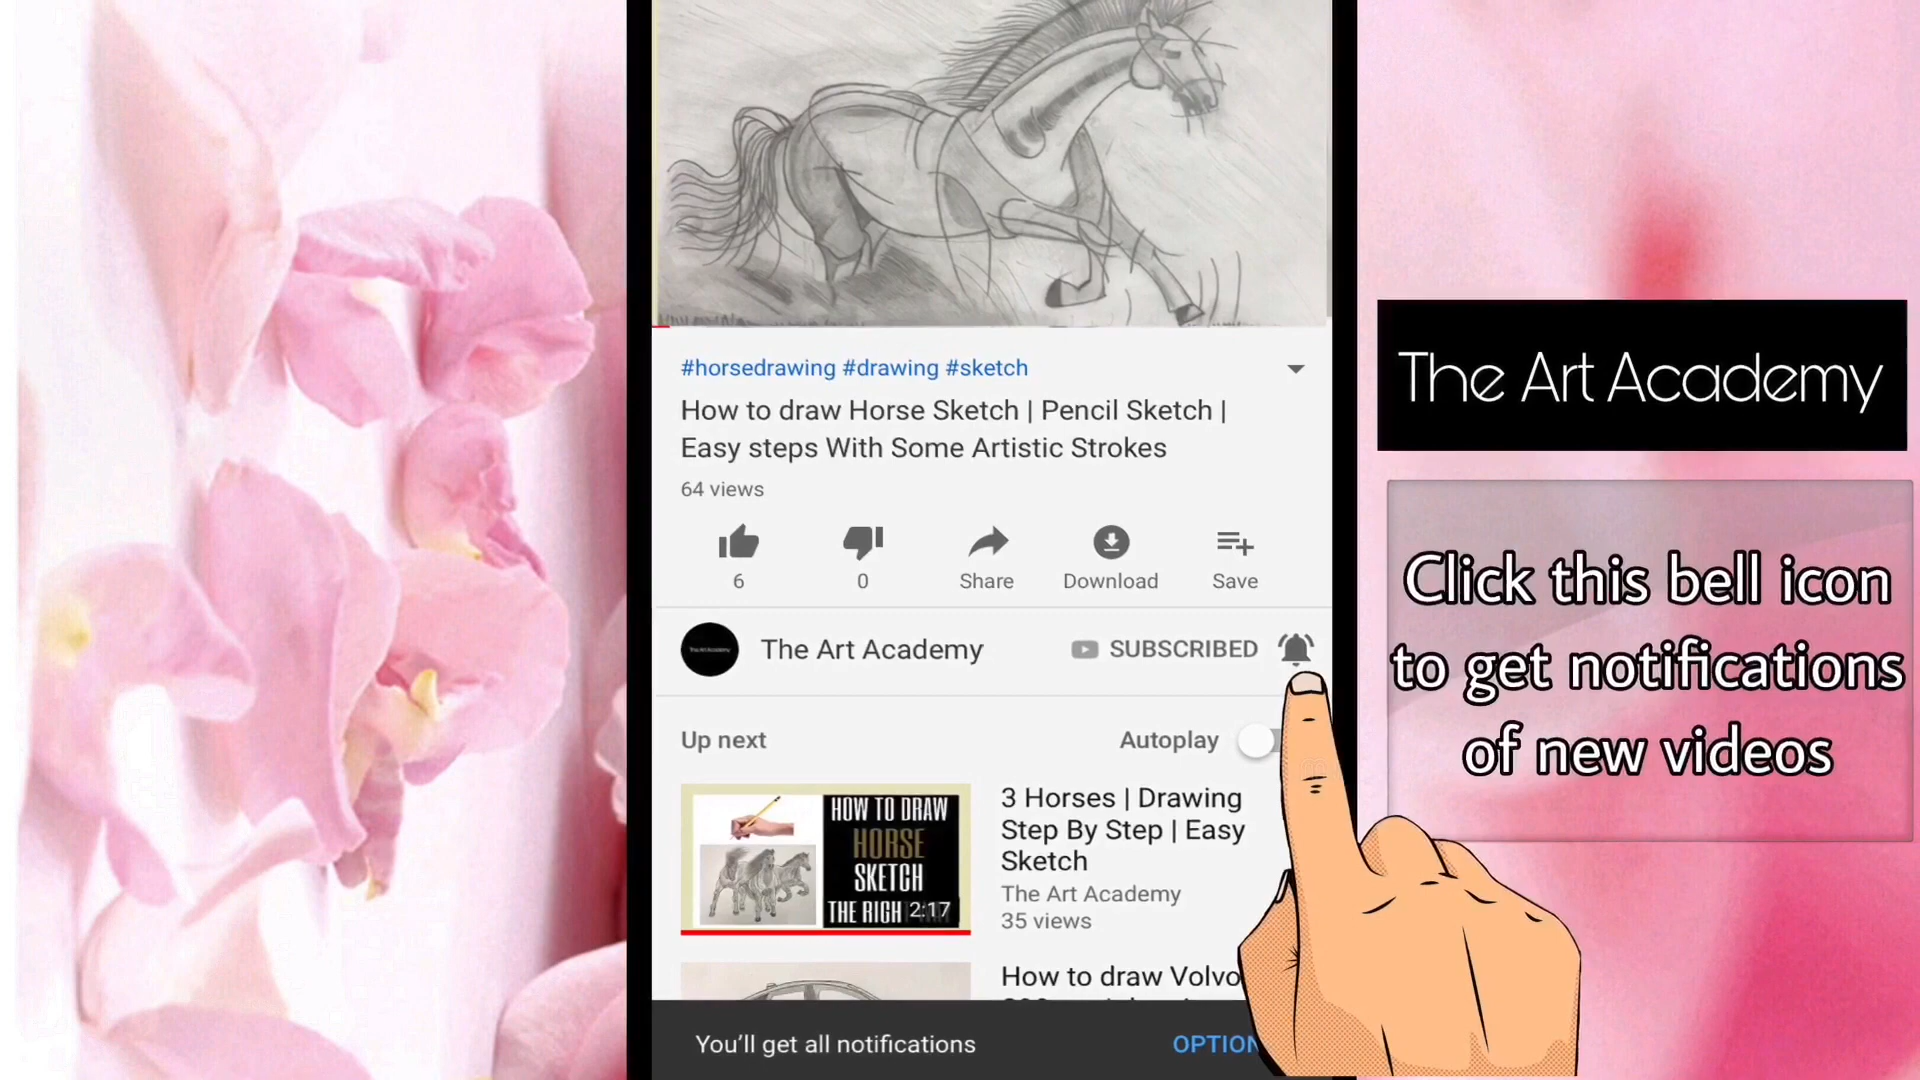 #horsedrawing #drawing #sketch
How to draw Horse Sketch | Pencil Sketch |
Easy steps With Some Artistic Strokes
64 views
6
0
Share
Download
Save
The Art Academy
SUBSCRIBED
Up next
Autoplay
HOW TO DRAW
HORSE
SKETCH
THE RIGH
2:17
3 Horses | Drawing
Step By Step | Easy
Sketch
The Art Academy
35 views
How to draw Volvo
You'll get all notifications
OPTION
The Art Academy
Click this bell icon
to get notifications
of new videos